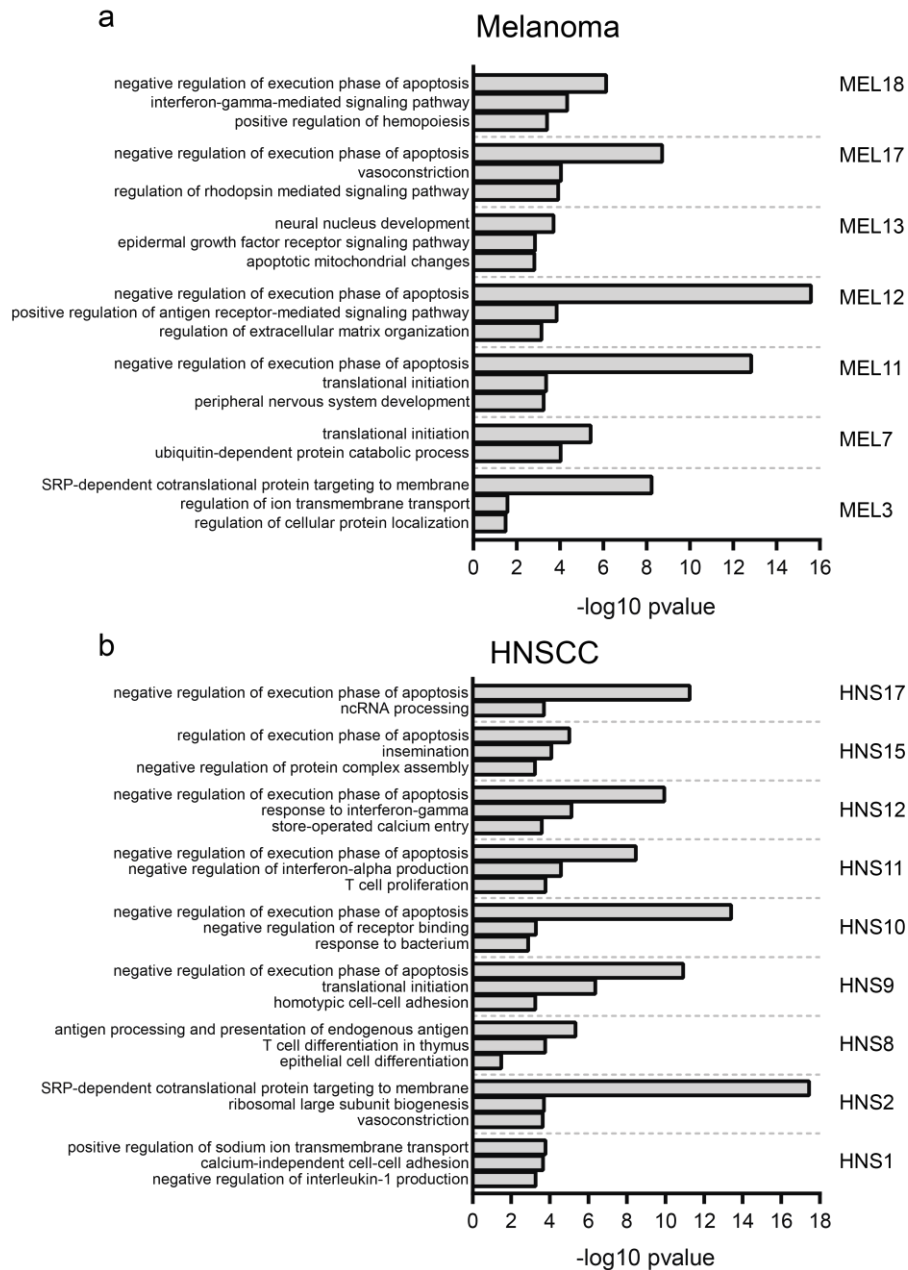 a
Melanoma
negative regulation of execution phase of apoptosis
interferon-gamma-mediated signaling pathway
positive regulation of hemopoiesis
MEL18
negative regulation of execution phase of apoptosis
vasoconstriction
regulation of rhodopsin mediated signaling pathway
MEL17
neural nucleus development
epidermal growth factor receptor signaling pathway
apoptotic mitochondrial changes
MEL13
negative regulation of execution phase of apoptosis
positive regulation of antigen receptor-mediated signaling pathway
regulation of extracellular matrix organization
MEL12
negative regulation of execution phase of apoptosis
translational initiation
peripheral nervous system development
MEL11
translational initiation
ubiquitin-dependent protein catabolic process
MEL7
SRP-dependent cotranslational protein targeting to membrane
regulation of ion transmembrane transport
regulation of cellular protein localization
MEL3
0 2 4 6 8 10 12 14 16
-log10 pvalue
b
HNSCC
negative regulation of execution phase of apoptosis
ncRNA processing
HNS17
regulation of execution phase of apoptosis
insemination
negative regulation of protein complex assembly
HNS15
negative regulation of execution phase of apoptosis
response to interferon-gamma
store-operated calcium entry
HNS12
negative regulation of execution phase of apoptosis
negative regulation of interferon-alpha production
T cell proliferation
HNS11
negative regulation of execution phase of apoptosis
negative regulation of receptor binding
response to bacterium
HNS10
negative regulation of execution phase of apoptosis
translational initiation
homotypic cell-cell adhesion
HNS9
antigen processing and presentation of endogenous antigen
T cell differentiation in thymus
epithelial cell differentiation
HNS8
SRP-dependent cotranslational protein targeting to membrane
ribosomal large subunit biogenesis
vasoconstriction
HNS2
positive regulation of sodium ion transmembrane transport
calcium-independent cell-cell adhesion
negative regulation of interleukin-1 production
HNS1
0 2 4 6 8 10 12 14 16 18
-log10 pvalue